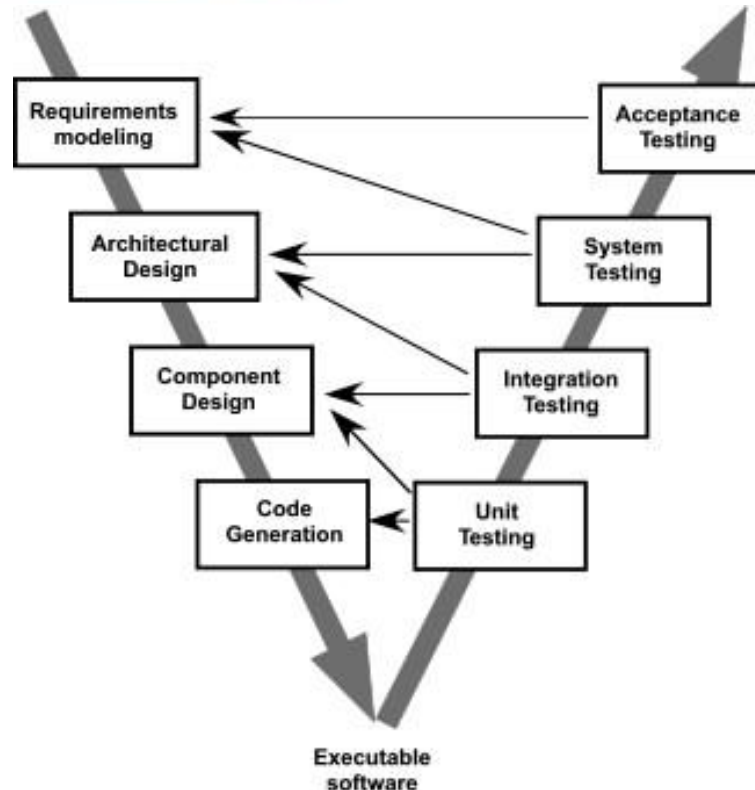 Requirements
modeling
Acceptance
Testing
Architectural
Design
System
Testing
Component
Design
Integration
Testing
Code
Generation
Unit
Testing
Executable
software